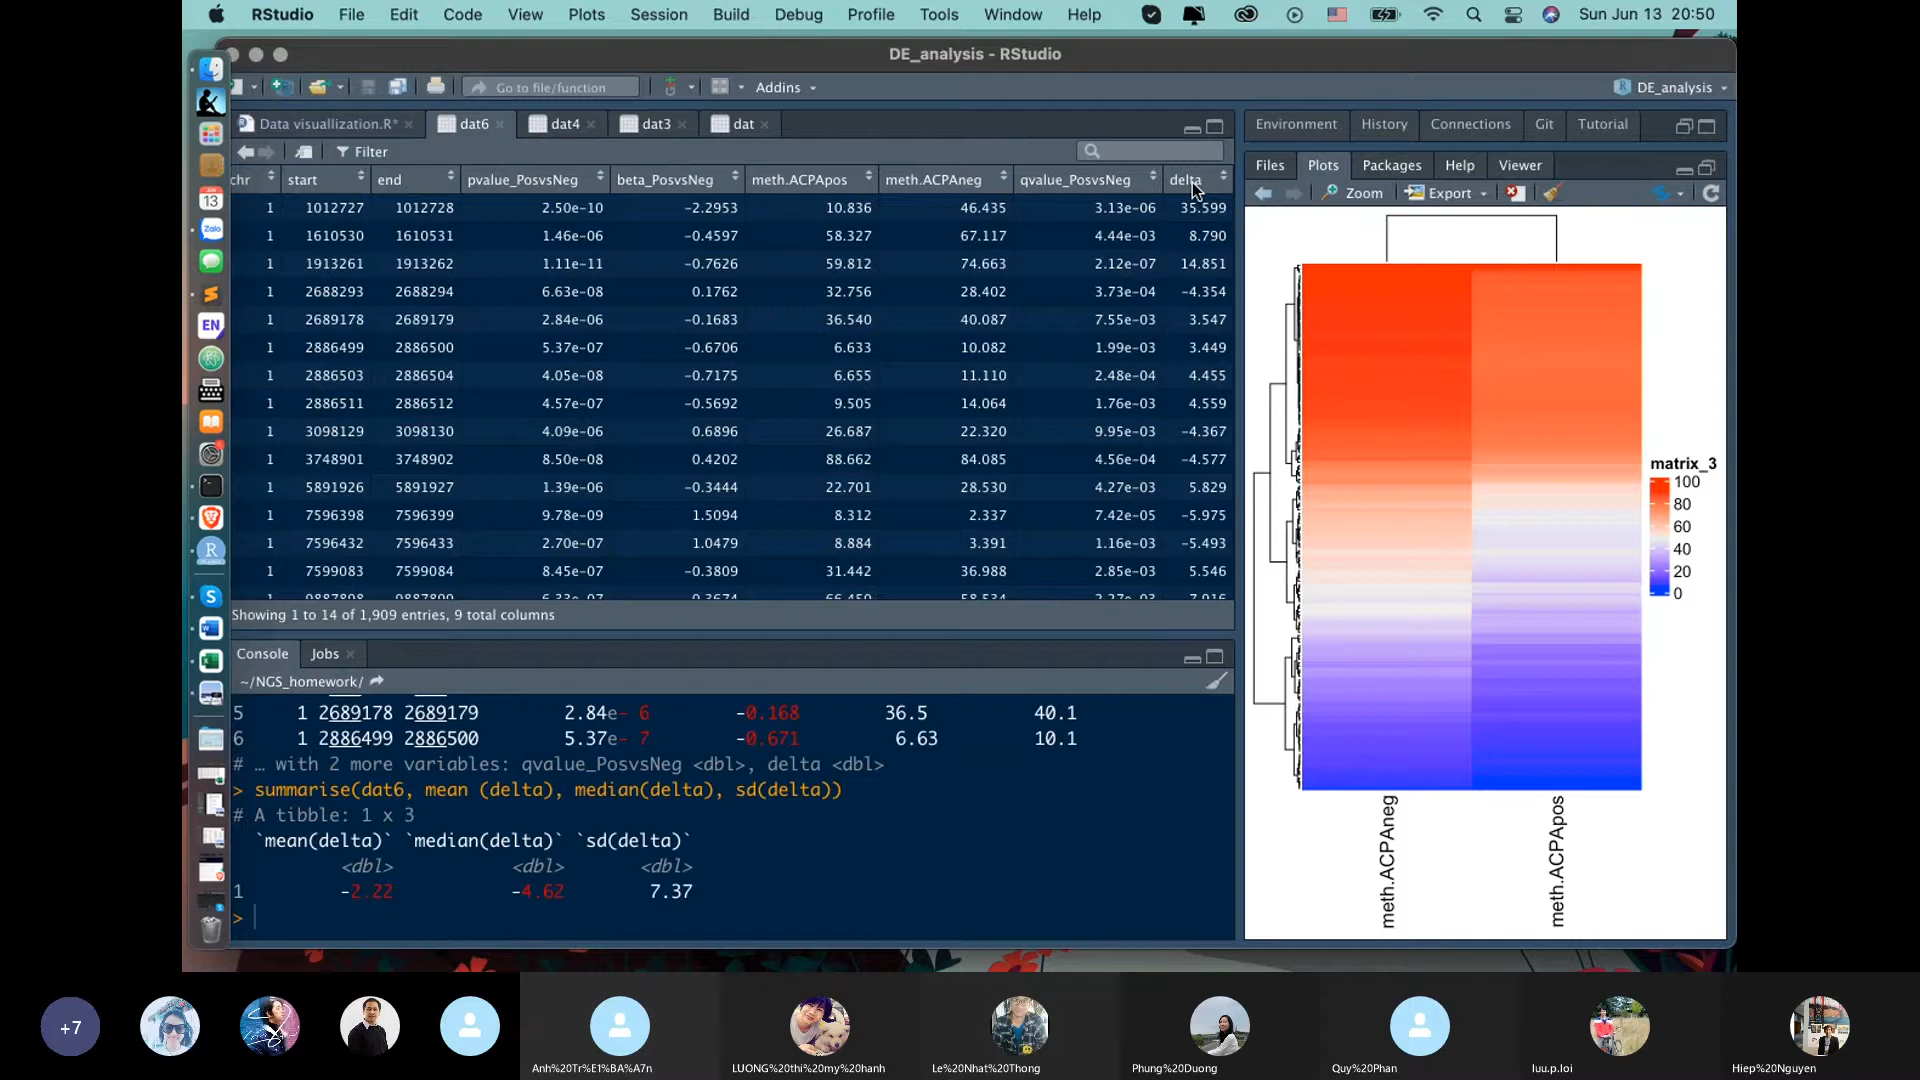 RStudio File Edit Code View Plots Session Build Debug Profile Tools Window Help Sun Jun 13 20:50
DE_analysis - RStudio
Go to file/function Addins DE_analysis
Data visuallization.R* dat6 dat4 dat3 dat
Filter
chr start end pvalue_PosvsNeg beta_PosvsNeg meth.ACPApos meth.ACPAneg qvalue_PosvsNeg delta
1 1012727 1012728 2.50e-10 -2.2953 10.836 46.435 3.13e-06 35.599
1 1610530 1610531 1.46e-06 -0.4597 58.327 67.117 4.44e-03 8.790
1 1913261 1913262 1.11e-11 -0.7626 59.812 74.663 2.12e-07 14.851
1 2688293 2688294 6.63e-08 0.1762 32.756 28.402 3.73e-04 -4.354
1 2689178 2689179 2.84e-06 -0.1683 36.540 40.087 7.55e-03 3.547
1 2886499 2886500 5.37e-07 -0.6706 6.633 10.082 1.99e-03 3.449
1 2886503 2886504 4.05e-08 -0.7175 6.655 11.110 2.48e-04 4.455
1 2886511 2886512 4.57e-07 -0.5692 9.505 14.064 1.76e-03 4.559
1 3098129 3098130 4.09e-06 0.6896 26.687 22.320 9.95e-03 -4.367
1 3748901 3748902 8.50e-08 0.4202 88.662 84.085 4.56e-04 -4.577
1 5891926 5891927 1.39e-06 -0.3444 22.701 28.530 4.27e-03 5.829
1 7596398 7596399 9.78e-09 1.5094 8.312 2.337 7.42e-05 -5.975
1 7596432 7596433 2.70e-07 1.0479 8.884 3.391 1.16e-03 -5.493
1 7599083 7599084 8.45e-07 -0.3809 31.442 36.988 2.85e-03 5.546
Showing 1 to 14 of 1,909 entries, 9 total columns
Console Jobs
~/NGS_homework/
5 1 2689178 2689179 2.84e- 6 -0.168 36.5 40.1
6 1 2886499 2886500 5.37e- 7 -0.671 6.63 10.1
# … with 2 more variables: qvalue_PosvsNeg <dbl>, delta <dbl>
> summarise(dat6, mean (delta), median(delta), sd(delta))
# A tibble: 1 x 3
`mean(delta)` `median(delta)` `sd(delta)`
<dbl> <dbl> <dbl>
1 -2.22 -4.62 7.37
>
Environment History Connections Git Tutorial
Files Plots Packages Help Viewer
Zoom Export
matrix_3
100
80
60
40
20
0
meth.ACPAneg
meth.ACPApos
13
Zalo
EN
+7
Anh%20Tr%E1%BA%A7n
LUONG%20thi%20my%20hanh
Le%20Nhat%20Thong
Phung%20Duong
Quy%20Phan
luu.p.loi
Hiep%20Nguyen